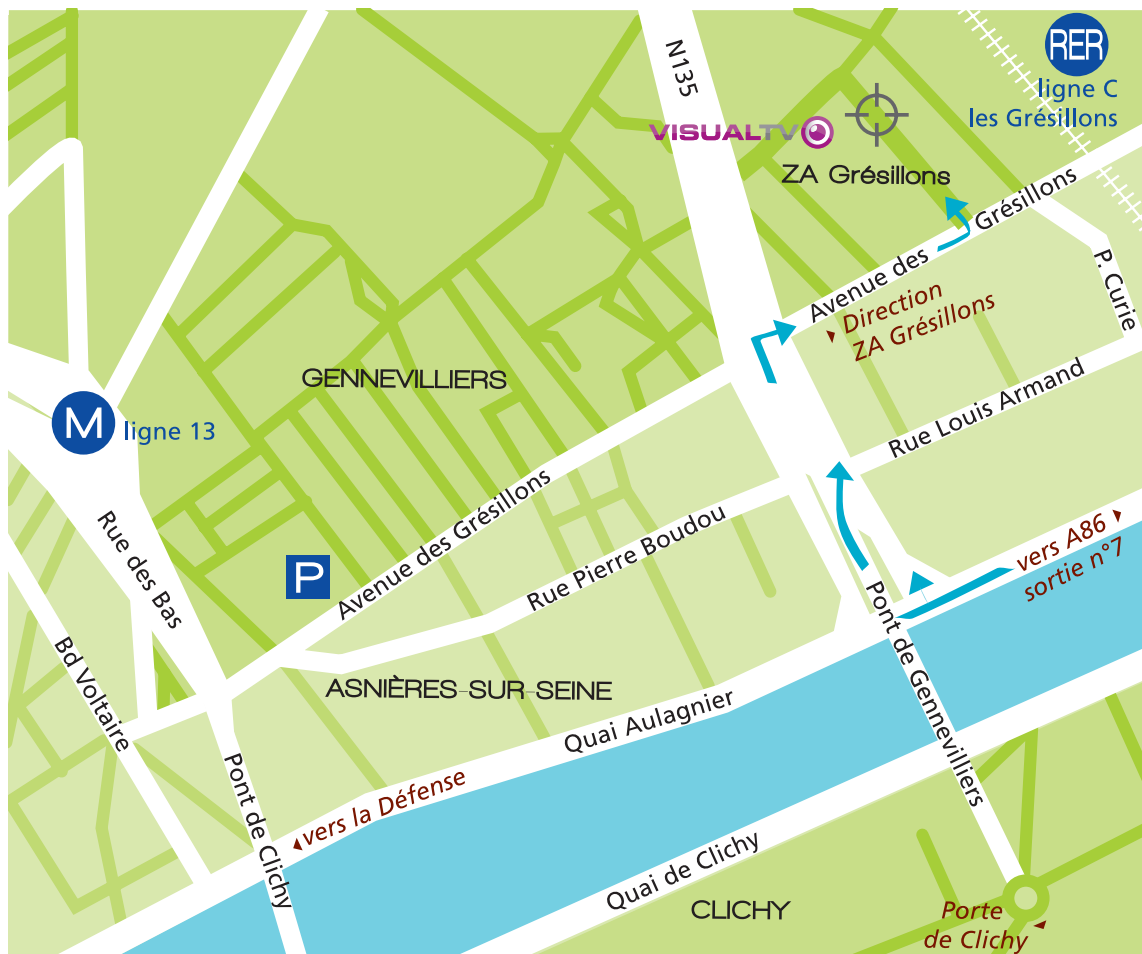 N135
RER
ligne C
les Grésillons
VISUALTV
ZA Grésillons
Avenue des Grésillons
P. Curie
Direction
ZA Grésillons
GENNEVILLIERS
Rue Louis Armand
M
ligne 13
Rue des Bas
P
Avenue des Grésillons
Rue Pierre Boudou
vers A86
sortie n°7
Bd Voltaire
ASNIÈRES-SUR-SEINE
Pont de Gennevilliers
Quai Aulagnier
Pont de Clichy
vers la Défense
Quai de Clichy
CLICHY
Porte
de Clichy